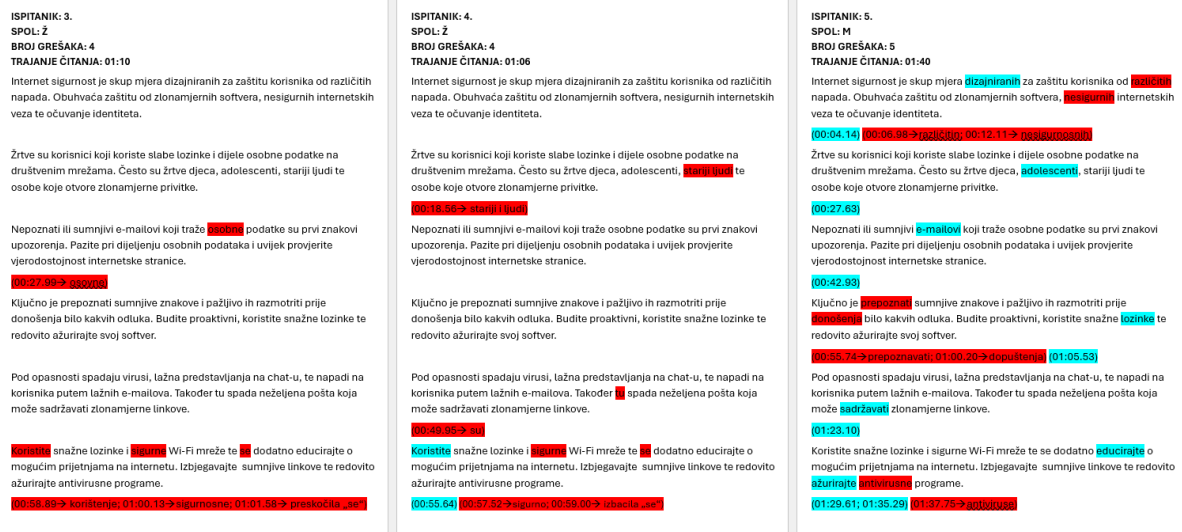 ISPITANIK: 3.
SPOL: Ž
BROJ GREŠAKA: 4
TRAJANJE ČITANJA: 01:10
Internet sigurnost je skup mjera dizajniranih za zaštitu korisnika od različitih
napada. Obuhvaća zaštitu od zlonamjernih softvera, nesigurnih internetskih
veza te očuvanje identiteta.
Žrtve su korisnici koji koriste slabe lozinke i dijele osobne podatke na
društvenim mrežama. Često su žrtve djeca, adolescenti, stariji ljudi te
osobe koje otvore zlonamjerne privitke.
Nepoznati ili sumnjivi e-mailovi koji traže osobne podatke su prvi znakovi
upozorenja. Pazite pri dijeljenju osobnih podataka i uvijek provjerite
vjerodostojnost internetske stranice.
(00:27.99→ osovne)
Ključno je prepoznati sumnjive znakove i pažljivo ih razmotriti prije
donošenja bilo kakvih odluka. Budite proaktivni, koristite snažne lozinke te
redovito ažurirajte svoj softver.
Pod opasnosti spadaju virusi, lažna predstavljanja na chat-u, te napadi na
korisnika putem lažnih e-mailova. Također tu spada neželjena pošta koja
može sadržavati zlonamjerne linkove.
Koristite snažne lozinke i sigurne Wi-Fi mreže te se dodatno educirajte o
mogućim prijetnjama na internetu. Izbjegavajte sumnjive linkove te redovito
ažurirajte antivirusne programe.
(00:58.89→ korištenje; 01:00.13→sigurnosne; 01:01.58→ preskočila „se“)
ISPITANIK: 4.
SPOL: Ž
BROJ GREŠAKA: 4
TRAJANJE ČITANJA: 01:06
Internet sigurnost je skup mjera dizajniranih za zaštitu korisnika od različitih
napada. Obuhvaća zaštitu od zlonamjernih softvera, nesigurnih internetskih
veza te očuvanje identiteta.
Žrtve su korisnici koji koriste slabe lozinke i dijele osobne podatke na
društvenim mrežama. Često su žrtve djeca, adolescenti, stariji ljudi te
osobe koje otvore zlonamjerne privitke.
(00:18.56→ stariji i ljudi)
Nepoznati ili sumnjivi e-mailovi koji traže osobne podatke su prvi znakovi
upozorenja. Pazite pri dijeljenju osobnih podataka i uvijek provjerite
vjerodostojnost internetske stranice.
Ključno je prepoznati sumnjive znakove i pažljivo ih razmotriti prije
donošenja bilo kakvih odluka. Budite proaktivni, koristite snažne lozinke te
redovito ažurirajte svoj softver.
Pod opasnosti spadaju virusi, lažna predstavljanja na chat-u, te napadi na
korisnika putem lažnih e-mailova. Također tu spada neželjena pošta koja
može sadržavati zlonamjerne linkove.
(00:49.95→ su)
Koristite snažne lozinke i sigurne Wi-Fi mreže te se dodatno educirajte o
mogućim prijetnjama na internetu. Izbjegavajte sumnjive linkove te redovito
ažurirajte antivirusne programe.
(00:55.64) (00:57.52→sigurno; 00:59.00→ izbacila „se“)
ISPITANIK: 5.
SPOL: M
BROJ GREŠAKA: 5
TRAJANJE ČITANJA: 01:40
Internet sigurnost je skup mjera dizajniranih za zaštitu korisnika od različitih
napada. Obuhvaća zaštitu od zlonamjernih softvera, nesigurnih internetskih
veza te očuvanje identiteta.
(00:04.14) (00:06.98→različitin; 00:12.11→ nesigurnosnih)
Žrtve su korisnici koji koriste slabe lozinke i dijele osobne podatke na
društvenim mrežama. Često su žrtve djeca, adolescenti, stariji ljudi te
osobe koje otvore zlonamjerne privitke.
(00:27.63)
Nepoznati ili sumnjivi e-mailovi koji traže osobne podatke su prvi znakovi
upozorenja. Pazite pri dijeljenju osobnih podataka i uvijek provjerite
vjerodostojnost internetske stranice.
(00:42.93)
Ključno je prepoznati sumnjive znakove i pažljivo ih razmotriti prije
donošenja bilo kakvih odluka. Budite proaktivni, koristite snažne lozinke te
redovito ažurirajte svoj softver.
(00:55.74→prepoznavati; 01:00.20→dopuštenja) (01:05.53)
Pod opasnosti spadaju virusi, lažna predstavljanja na chat-u, te napadi na
korisnika putem lažnih e-mailova. Također tu spada neželjena pošta koja
može sadržavati zlonamjerne linkove.
(01:23.10)
Koristite snažne lozinke i sigurne Wi-Fi mreže te se dodatno educirajte o
mogućim prijetnjama na internetu. Izbjegavajte sumnjive linkove te redovito
ažurirajte antivirusne programe.
(01:29.61; 01:35.29) (01:37.75→antiviruse)